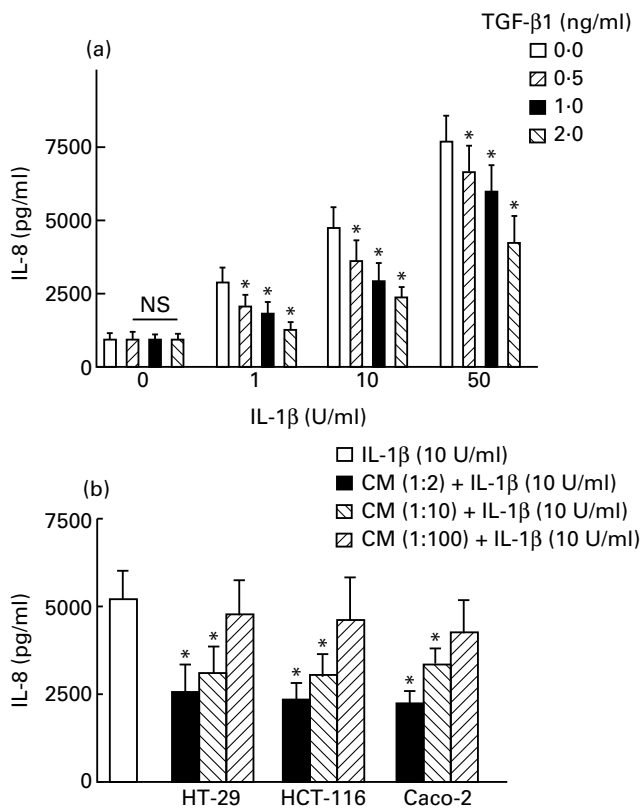 TGF-β1 (ng/ml)
0·0
0·5
1·0
2·0
(a)
7500
5000
2500
0
IL-8 (pg/ml)
NS
* * *
* * *
* * *
0 1 10 50
IL-1β (U/ml)
IL-1β (10 U/ml)
CM (1:2) + IL-1β (10 U/ml)
CM (1:10) + IL-1β (10 U/ml)
CM (1:100) + IL-1β (10 U/ml)
(b)
7500
5000
2500
0
IL-8 (pg/ml)
* *
* *
* *
HT-29 HCT-116 Caco-2